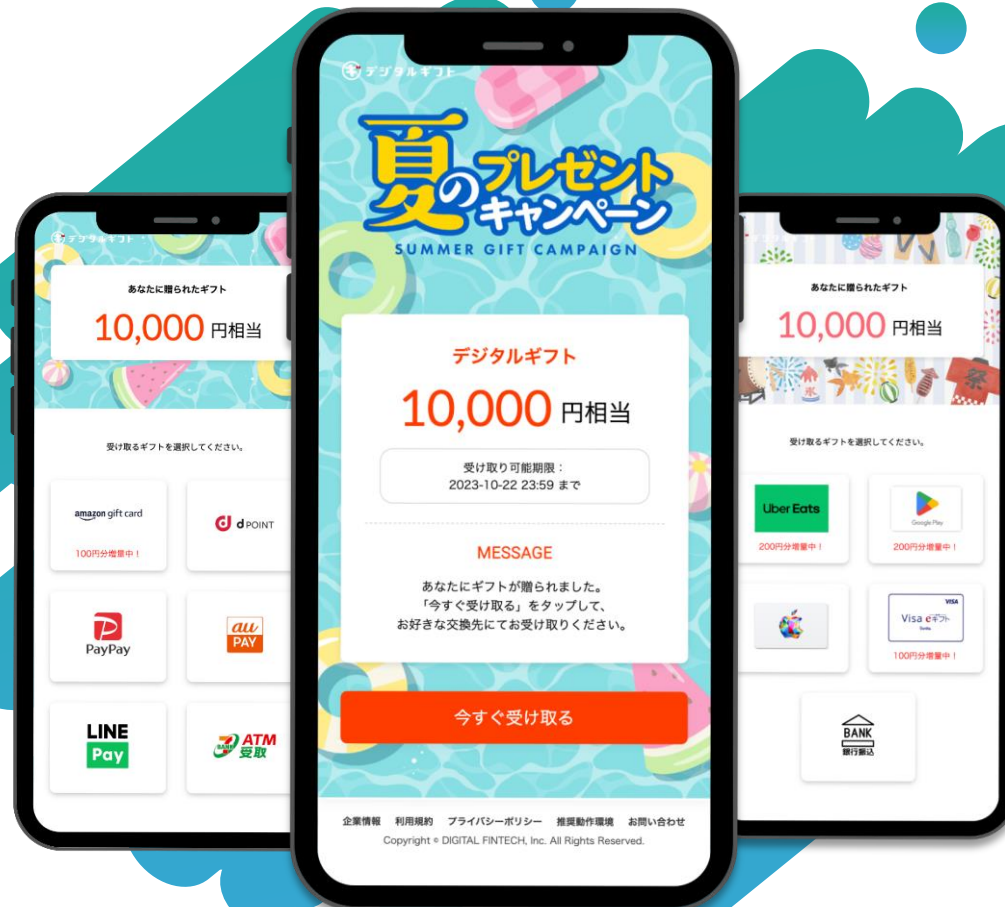 デジタルギフト
夏のプレゼント
キャンペーン
SUMMER GIFT CAMPAIGN
デジタルギフト
10,000 円相当
受け取り可能期限：
2023-10-22 23:59 まで
MESSAGE
あなたにギフトが贈られました。
「今すぐ受け取る」をタップして、
お好きな交換先にてお受け取りください。
今すぐ受け取る
企業情報 利用規約 プライバシーポリシー 推奨動作環境 お問い合わせ
Copyright © DIGITAL FINTECH, Inc. All Rights Reserved.
デジタルギフト
あなたに贈られたギフト
10,000 円相当
受け取るギフトを選択してください。
amazon gift card
100円分増量中！
d POINT
PayPay
au
PAY
LINE
Pay
BANK
ATM
受取
あなたに贈られたギフト
10,000 円相当
祭
氷
受け取るギフトを選択してください。
Uber Eats
200円分増量中！
Google Play
200円分増量中！
VISA
Visa eギフト
100円分増量中！
BANK
銀行振込